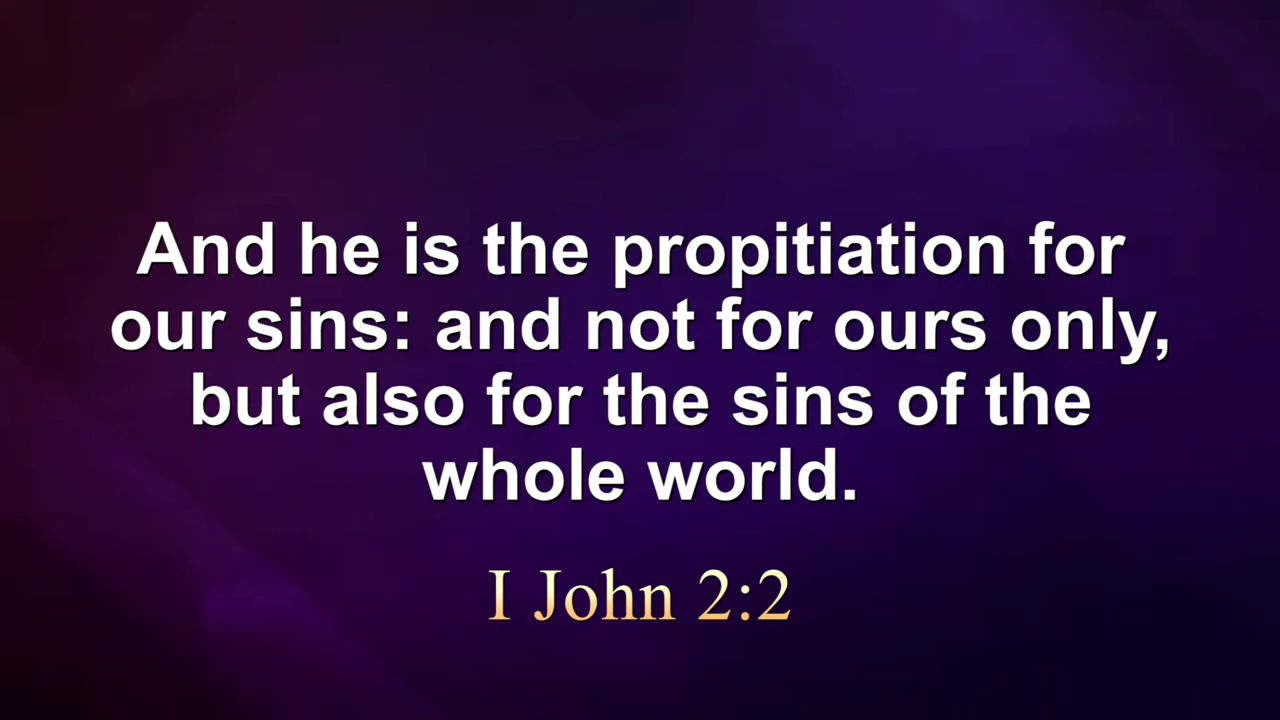 And he is the propitiation for
our sins: and not for ours only,
but also for the sins of the
whole world.
I John 2:2